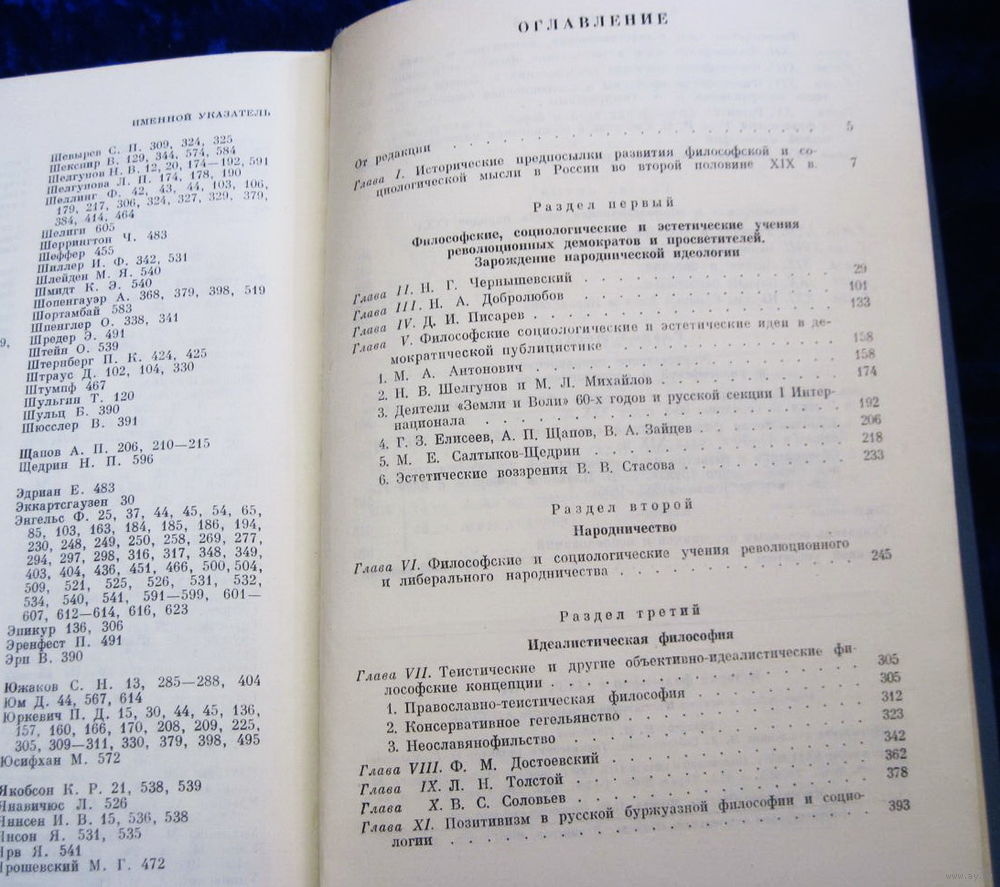 ИМЕННОЙ УКАЗАТЕЛЬ
Шевырев С. П. 309, 324, 325
Шекспир В. 129, 344, 574, 584
Шелгунов Н. В. 12, 20, 174—192, 591
Шелгунова Л. П. 174, 178, 190
Шеллинг Ф. 42, 43, 44, 103, 106,
179, 217, 306, 324, 327, 329, 379,
384, 414, 464
Шелиги 605
Шеррингтон Ч. 483
Шеффер 455
Шиллер И. Ф. 342, 531
Шлейден М. Я. 540
Шмидт К. Э. 540
Шопенгауэр А. 368, 379, 398, 519
Шортамбай 583
Шпенглер О. 338, 341
Шредер Э. 491
Штейн О. 539
Штернберг П. К. 424, 425
Штраус Д. 102, 104, 330
Штумпф 467
Шульгин Т. 120
Шульц Б. 390
Шюсслер В. 391
Щапов А. П. 206, 210—215
Щедрин Н. П. 596
Эдриан Е. 483
Эккартсгаузен 30
Энгельс Ф. 25, 37, 44, 45, 54, 65,
85, 103, 163, 184, 185, 186, 194,
230, 248, 249, 250, 258, 269, 277,
294, 297, 298, 316, 317, 348, 349,
403, 404, 436, 451, 466, 500, 504,
509, 521, 525, 526, 531, 532,
534, 540, 541, 591—599, 601—
607, 612—614, 616, 623
Эпикур 136, 306
Эренфест П. 491
Эрн В. 390
Южаков С. Н. 13, 285—288, 404
Юм Д. 44, 567, 614
Юркевич П. Д. 15, 30, 44, 45, 136,
157, 160, 166, 170, 208, 209, 225,
305, 309—311, 330, 379, 398, 495
Юсифхан М. 572
Якобсон К. Р. 21, 538, 539
Янавичюс Л. 526
Яннсен И. В. 15, 536, 538
Янсон Я. 531, 535
Ярв Я. 541
Ярошевский М. Г. 472
9,
ОГЛАВЛЕНИЕ
От редакции . . . . . . . . . . . . . . . . 5
Глава I. Исторические предпосылки развития философской и со-
циологической мысли в России во второй половине XIX в. 7
Раздел первый
Философские, социологические и эстетические учения
революционных демократов и просветителей.
Зарождение народнической идеологии
Глава II. Н. Г. Чернышевский . . . . . . . . . . . 29
Глава III. Н. А. Добролюбов . . . . . . . . . . . 101
Глава IV. Д. И. Писарев . . . . . . . . . . . . 133
Глава V. Философские социологические и эстетические идеи в де-
мократической публицистике . . . . . . . . . 158
1. М. А. Антонович . . . . . . . . . . . . 158
2. Н. В. Шелгунов и М. Л. Михайлов . . . . . . . 174
3. Деятели «Земли и Воли» 60-х годов и русской секции I Интер-
национала . . . . . . . . . . . . . . . 192
4. Г. З. Елисеев, А. П. Щапов, В. А. Зайцев . . . . . . 206
5. М. Е. Салтыков-Щедрин . . . . . . . . . . . 218
6. Эстетические воззрения В. В. Стасова . . . . . . . 233
Раздел второй
Народничество
Глава VI. Философские и социологические учения революционного
и либерального народничества . . . . . . . . . 245
Раздел третий
Идеалистическая философия
Глава VII. Теистические и другие объективно-идеалистические фи-
лософские концепции . . . . . . . . . . . . 305
1. Православно-теистическая философия . . . . . . . 305
2. Консервативное гегельянство . . . . . . . . . 312
3. Неославянофильство . . . . . . . . . . . . 323
Глава VIII. Ф. М. Достоевский . . . . . . . . . . 342
Глава IX. Л. Н. Толстой . . . . . . . . . . . . 362
Глава X. В. С. Соловьев . . . . . . . . . . . . 378
Глава XI. Позитивизм в русской буржуазной философии и социо-
логии . . . . . . . . . . . . . . . . . 393